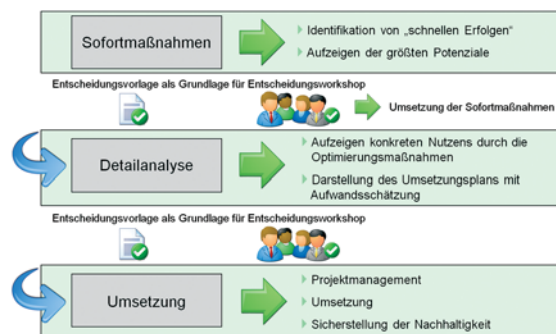 Sofortmaßnahmen
Identifikation von „schnellen Erfolgen“
Aufzeigen der größten Potenziale
Entscheidungsvorlage als Grundlage für Entscheidungsworkshop
Umsetzung der Sofortmaßnahmen
Detailanalyse
Aufzeigen konkreten Nutzens durch die
Optimierungsmaßnahmen
Darstellung des Umsetzungsplans mit
Aufwandsschätzung
Entscheidungsvorlage als Grundlage für Entscheidungsworkshop
Umsetzung
Projektmanagement
Umsetzung
Sicherstellung der Nachhaltigkeit